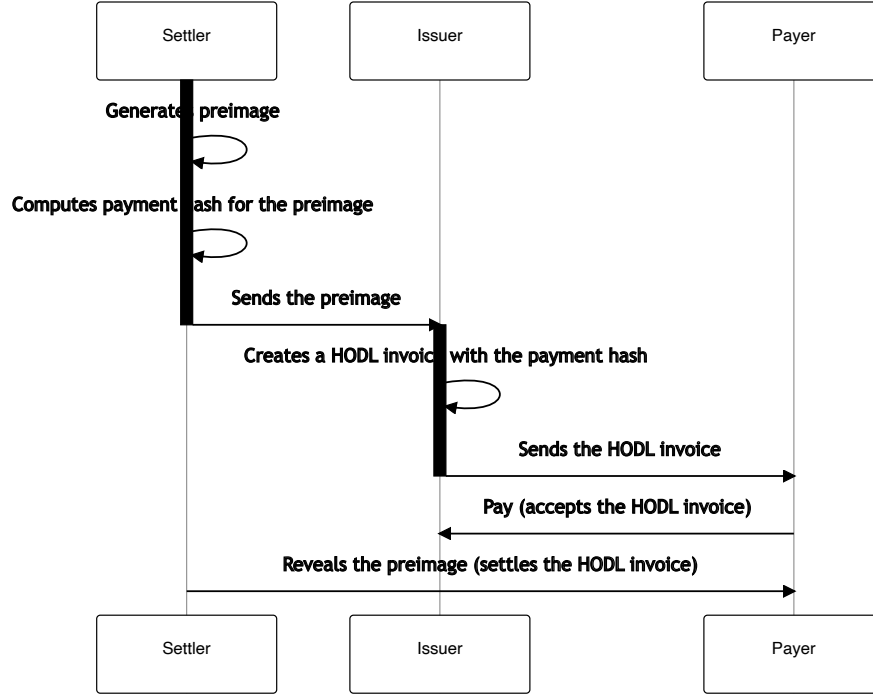 Settler
Issuer
Payer
Generates preimage
Computes payment hash for the preimage
Sends the preimage
Creates a HODL invoice with the payment hash
Sends the HODL invoice
Pay (accepts the HODL invoice)
Reveals the preimage (settles the HODL invoice)
Settler
Issuer
Payer